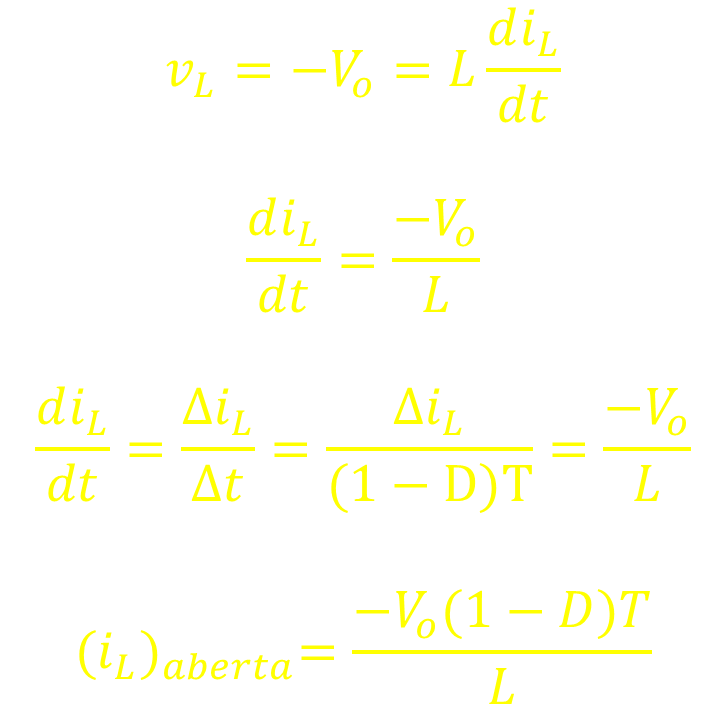 v_L = −V_o = L di_L/dt
di_L/dt = −V_o/L
di_L/dt = Δi_L/Δt = Δi_L/(1 − D)T = −V_o/L
(i_L)_aberta = −V_o(1 − D)T/L